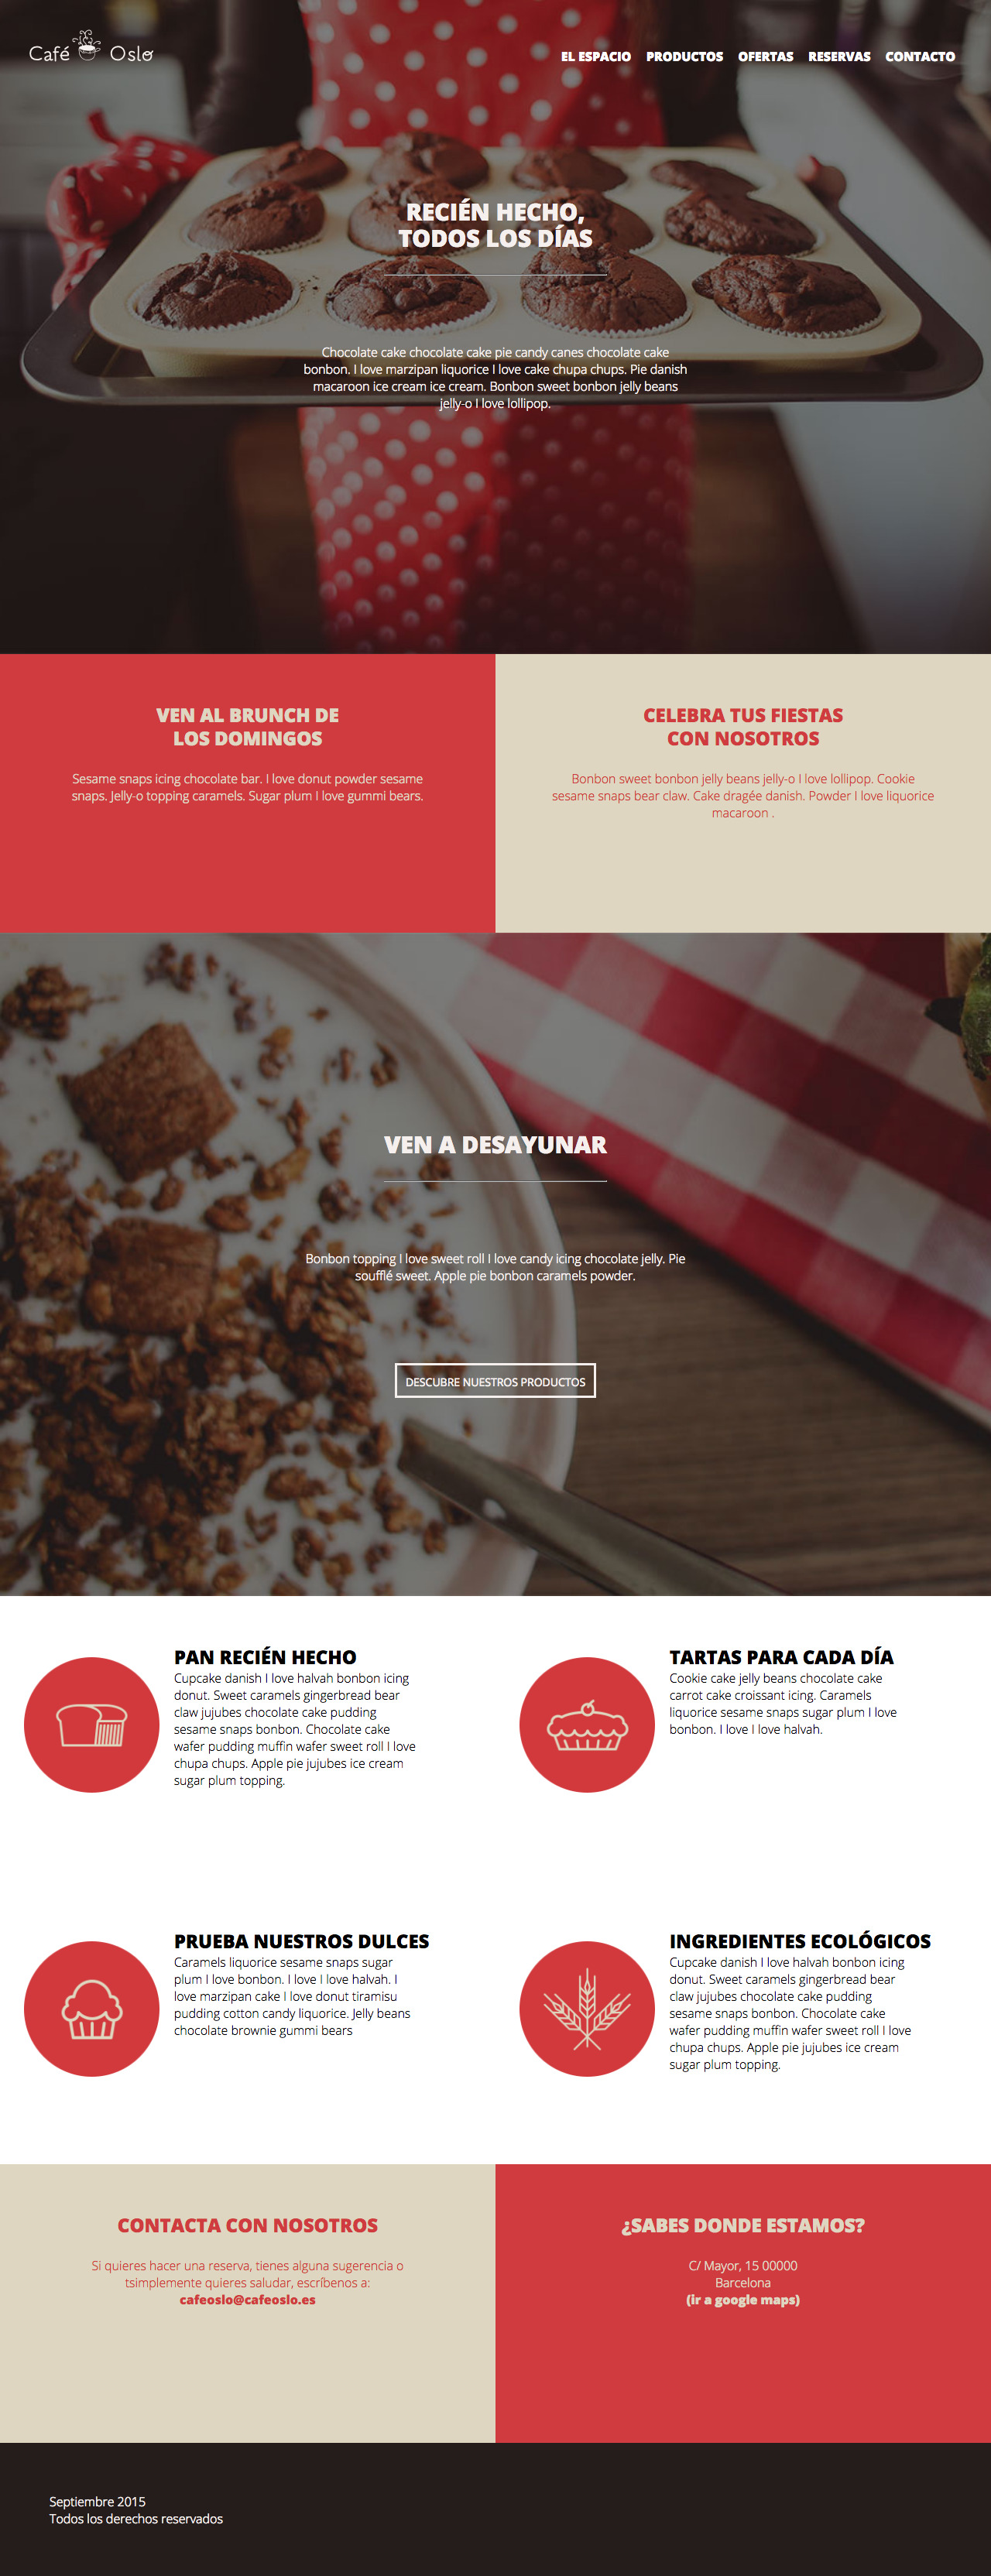 Café Oslo
EL ESPACIO PRODUCTOS OFERTAS RESERVAS CONTACTO
RECIÉN HECHO,
TODOS LOS DÍAS
Chocolate cake chocolate cake pie candy canes chocolate cake
bonbon. I love marzipan liquorice I love cake chupa chups. Pie danish
macaroon ice cream ice cream. Bonbon sweet bonbon jelly beans
jelly-o I love lollipop.
VEN AL BRUNCH DE
LOS DOMINGOS
Sesame snaps icing chocolate bar. I love donut powder sesame
snaps. Jelly-o topping caramels. Sugar plum I love gummi bears.
CELEBRA TUS FIESTAS
CON NOSOTROS
Bonbon sweet bonbon jelly beans jelly-o I love lollipop. Cookie
sesame snaps bear claw. Cake dragée danish. Powder I love liquorice
macaroon .
VEN A DESAYUNAR
Bonbon topping I love sweet roll I love candy icing chocolate jelly. Pie
soufflé sweet. Apple pie bonbon caramels powder.
DESCUBRE NUESTROS PRODUCTOS
PAN RECIÉN HECHO
Cupcake danish I love halvah bonbon icing
donut. Sweet caramels gingerbread bear
claw jujubes chocolate cake pudding
sesame snaps bonbon. Chocolate cake
wafer pudding muffin wafer sweet roll I love
chupa chups. Apple pie jujubes ice cream
sugar plum topping.
TARTAS PARA CADA DÍA
Cookie cake jelly beans chocolate cake
carrot cake croissant icing. Caramels
liquorice sesame snaps sugar plum I love
bonbon. I love I love halvah.
PRUEBA NUESTROS DULCES
Caramels liquorice sesame snaps sugar
plum I love bonbon. I love I love halvah. I
love marzipan cake I love donut tiramisu
pudding cotton candy liquorice. Jelly beans
chocolate brownie gummi bears
INGREDIENTES ECOLÓGICOS
Cupcake danish I love halvah bonbon icing
donut. Sweet caramels gingerbread bear
claw jujubes chocolate cake pudding
sesame snaps bonbon. Chocolate cake
wafer pudding muffin wafer sweet roll I love
chupa chups. Apple pie jujubes ice cream
sugar plum topping.
CONTACTA CON NOSOTROS
Si quieres hacer una reserva, tienes alguna sugerencia o
tsimplemente quieres saludar, escríbenos a:
cafeoslo@cafeoslo.es
¿SABES DONDE ESTAMOS?
C/ Mayor, 15 00000
Barcelona
(ir a google maps)
Septiembre 2015
Todos los derechos reservados